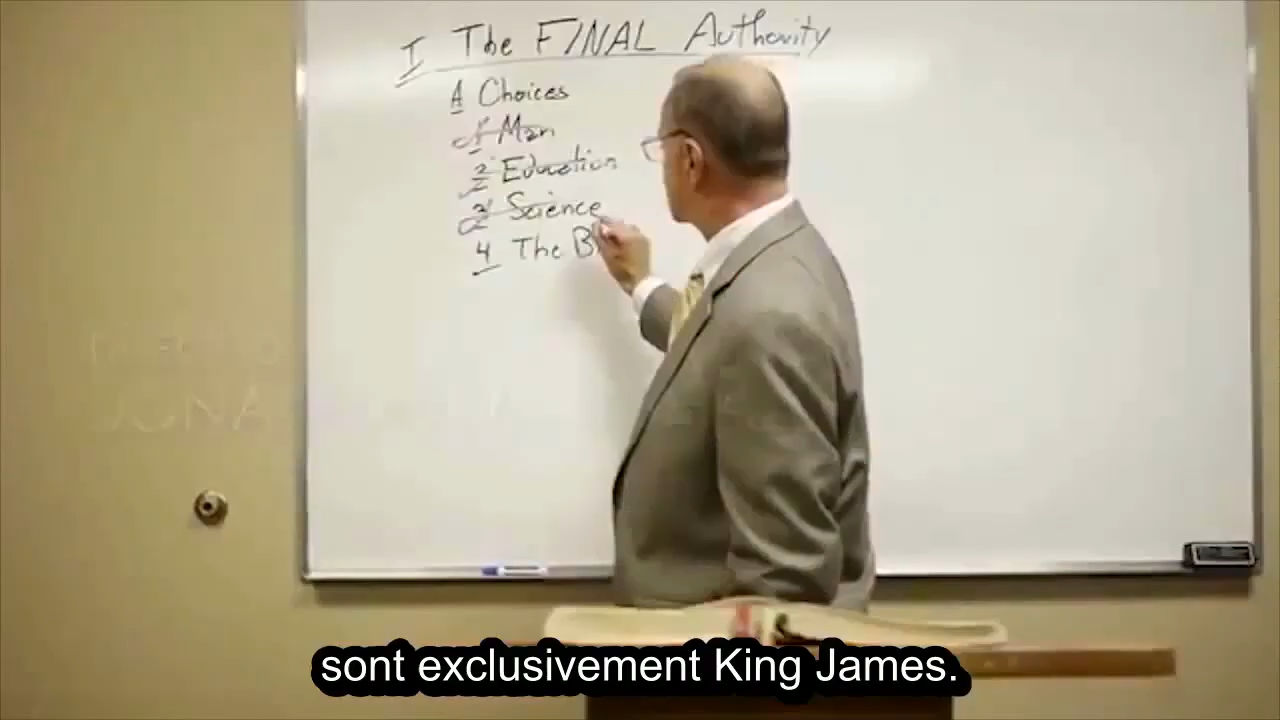 I The FINAL Authority
A Choices
1 Man
2 Education
3 Science
4 The B
sont exclusivement King James.